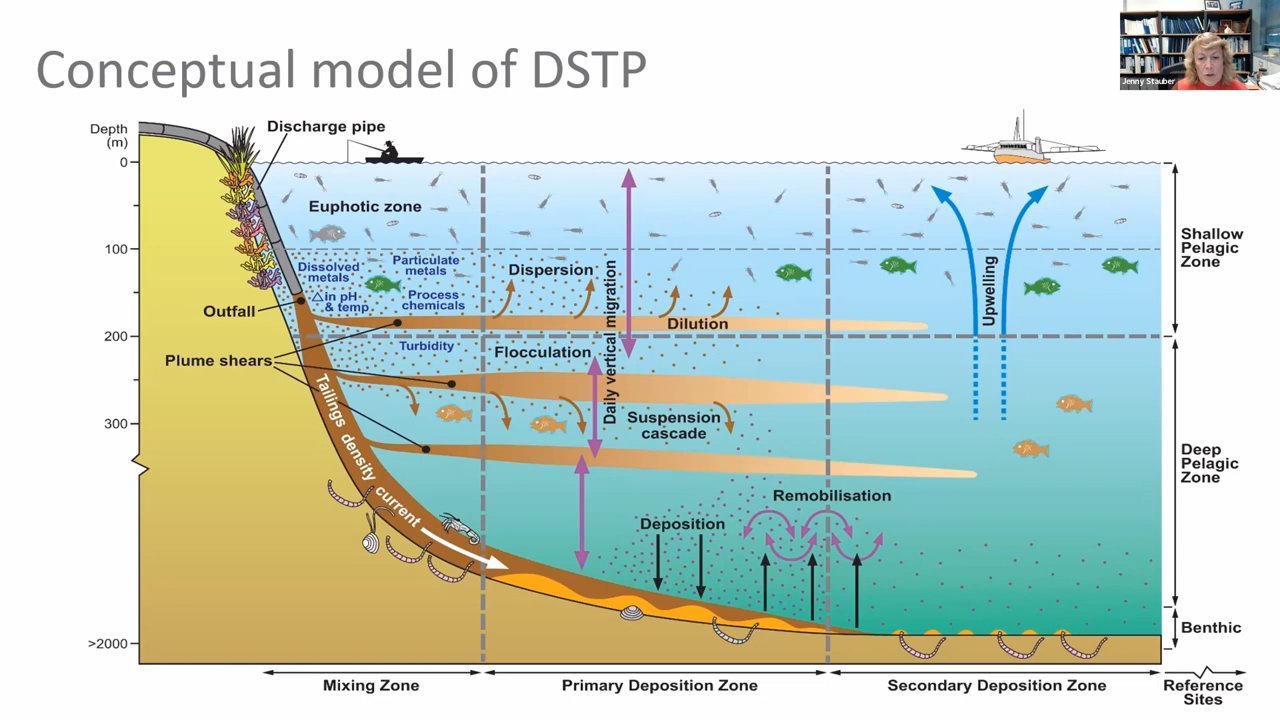 Conceptual model of DSTP
Jenny Stauber
Depth
(m)
0
100
200
300
>2000
Discharge pipe
Euphotic zone
Dissolved
metals
Particulate
metals
△in pH
& temp
Process
chemicals
Turbidity
Outfall
Plume shears
Tailings density current
Dispersion
Dilution
Flocculation
Daily vertical migration
Suspension
cascade
Deposition
Remobilisation
Upwelling
Shallow
Pelagic
Zone
Deep
Pelagic
Zone
Benthic
Mixing Zone
Primary Deposition Zone
Secondary Deposition Zone
Reference
Sites